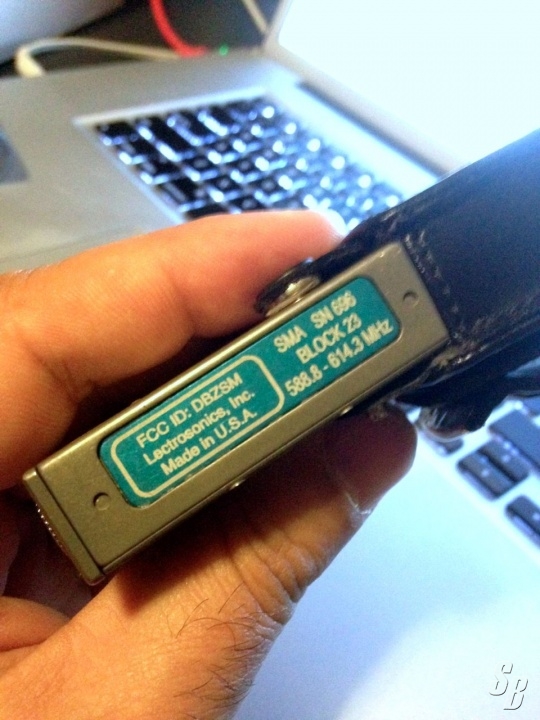 FCC ID: DBZSM
Lectrosonics, Inc.
Made in U.S.A.
SMA SN 696
BLOCK 23
588.8 - 614.3 MHz
SB